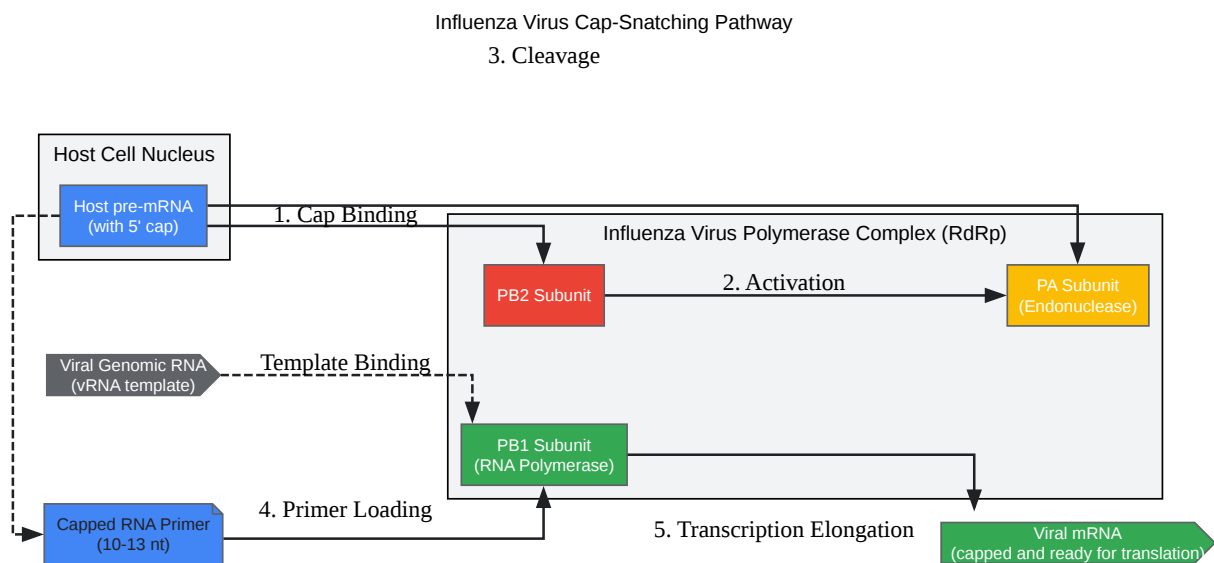 Influenza Virus Cap-Snatching Pathway
3. Cleavage
Host Cell Nucleus
Host pre-mRNA
(with 5' cap)
1. Cap Binding
Influenza Virus Polymerase Complex (RdRp)
PB2 Subunit
2. Activation
PA Subunit
(Endonuclease)
Viral Genomic RNA
(vRNA template)
Template Binding
PB1 Subunit
(RNA Polymerase)
Capped RNA Primer
(10-13 nt)
4. Primer Loading
5. Transcription Elongation
Viral mRNA
(capped and ready for translation)